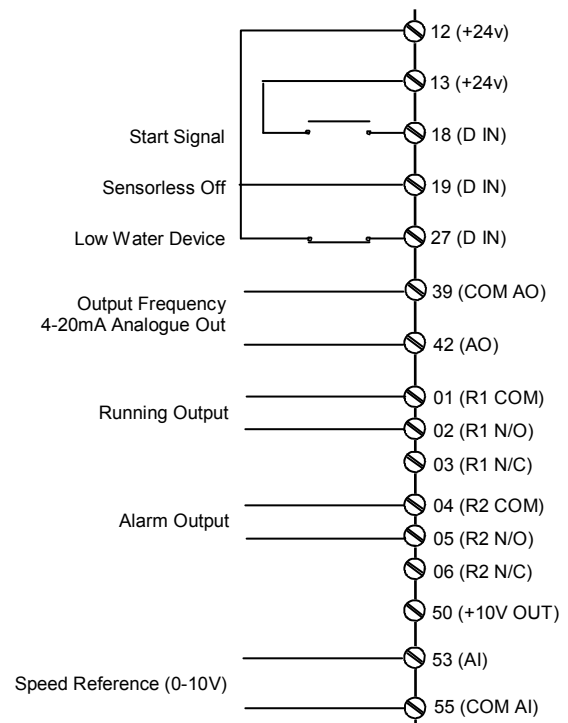 12 (+24v)
13 (+24v)
Start Signal
18 (D IN)
Sensorless Off
19 (D IN)
Low Water Device
27 (D IN)
39 (COM AO)
Output Frequency
4-20mA Analogue Out
42 (AO)
01 (R1 COM)
Running Output
02 (R1 N/O)
03 (R1 N/C)
04 (R2 COM)
Alarm Output
05 (R2 N/O)
06 (R2 N/C)
50 (+10V OUT)
53 (AI)
Speed Reference (0-10V)
55 (COM AI)